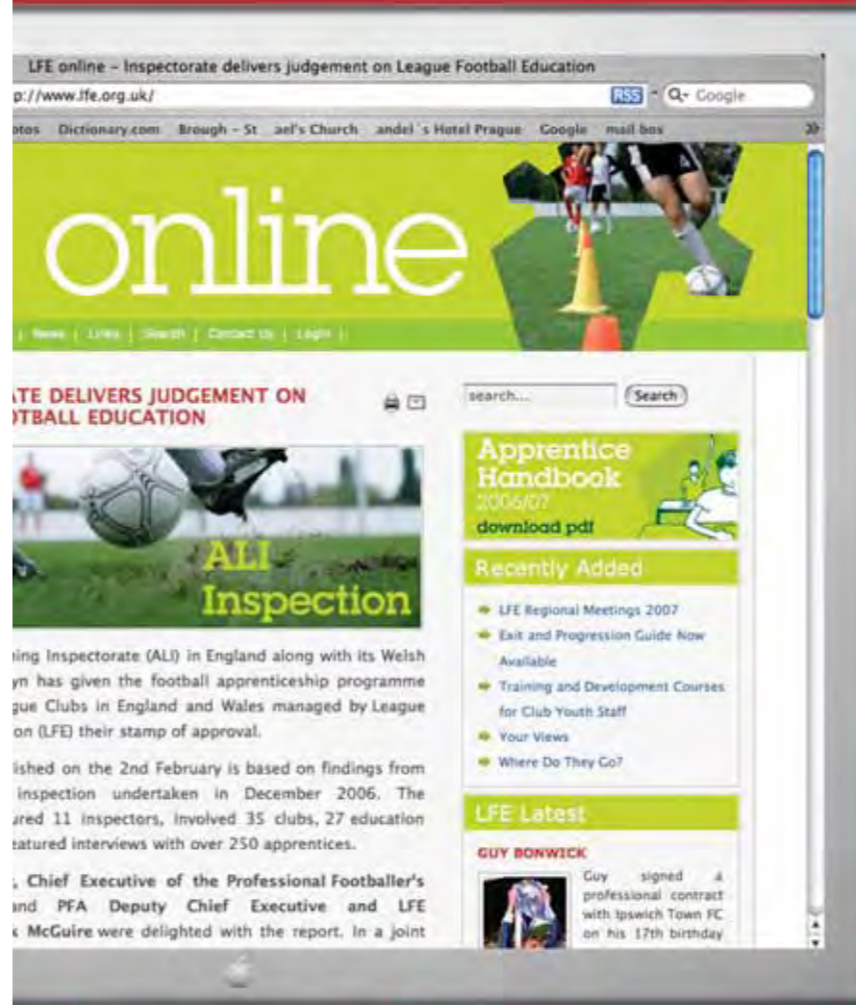 LFE online – Inspectorate delivers judgement on League Football Education
p://www.lfe.org.uk/
RSS
Google
otos Dictionary.com Brough – St ael's Church andel´s Hotel Prague Google mail box
online
| News | Links | Search | Contact Us | Login |
ATE DELIVERS JUDGEMENT ON
OTBALL EDUCATION
ALI
Inspection
ning Inspectorate (ALI) in England along with its Welsh
yn has given the football apprenticeship programme
gue Clubs in England and Wales managed by League
on (LFE) their stamp of approval.
ished on the 2nd February is based on findings from
inspection undertaken in December 2006. The
ured 11 inspectors, involved 35 clubs, 27 education
eatured interviews with over 250 apprentices.
, Chief Executive of the Professional Footballer's
and PFA Deputy Chief Executive and LFE
k McGuire were delighted with the report. In a joint
search...
Search
Apprentice
Handbook
2006/07
download pdf
Recently Added
LFE Regional Meetings 2007
Exit and Progression Guide Now
Available
Training and Development Courses
for Club Youth Staff
Your Views
Where Do They Go?
LFE Latest
GUY BONWICK
Guy signed a
professional contract
with Ipswich Town FC
on his 17th birthday